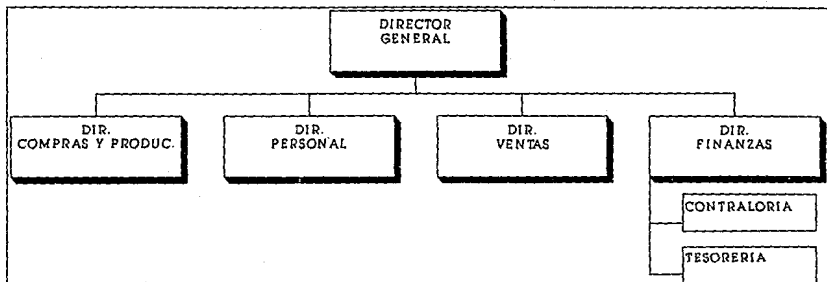 DIRECTOR
GENERAL
DIR.
COMPRAS Y PRODUC.
DIR.
PERSONAL
DIR.
VENTAS
DIR.
FINANZAS
CONTRALORIA
TESORERIA